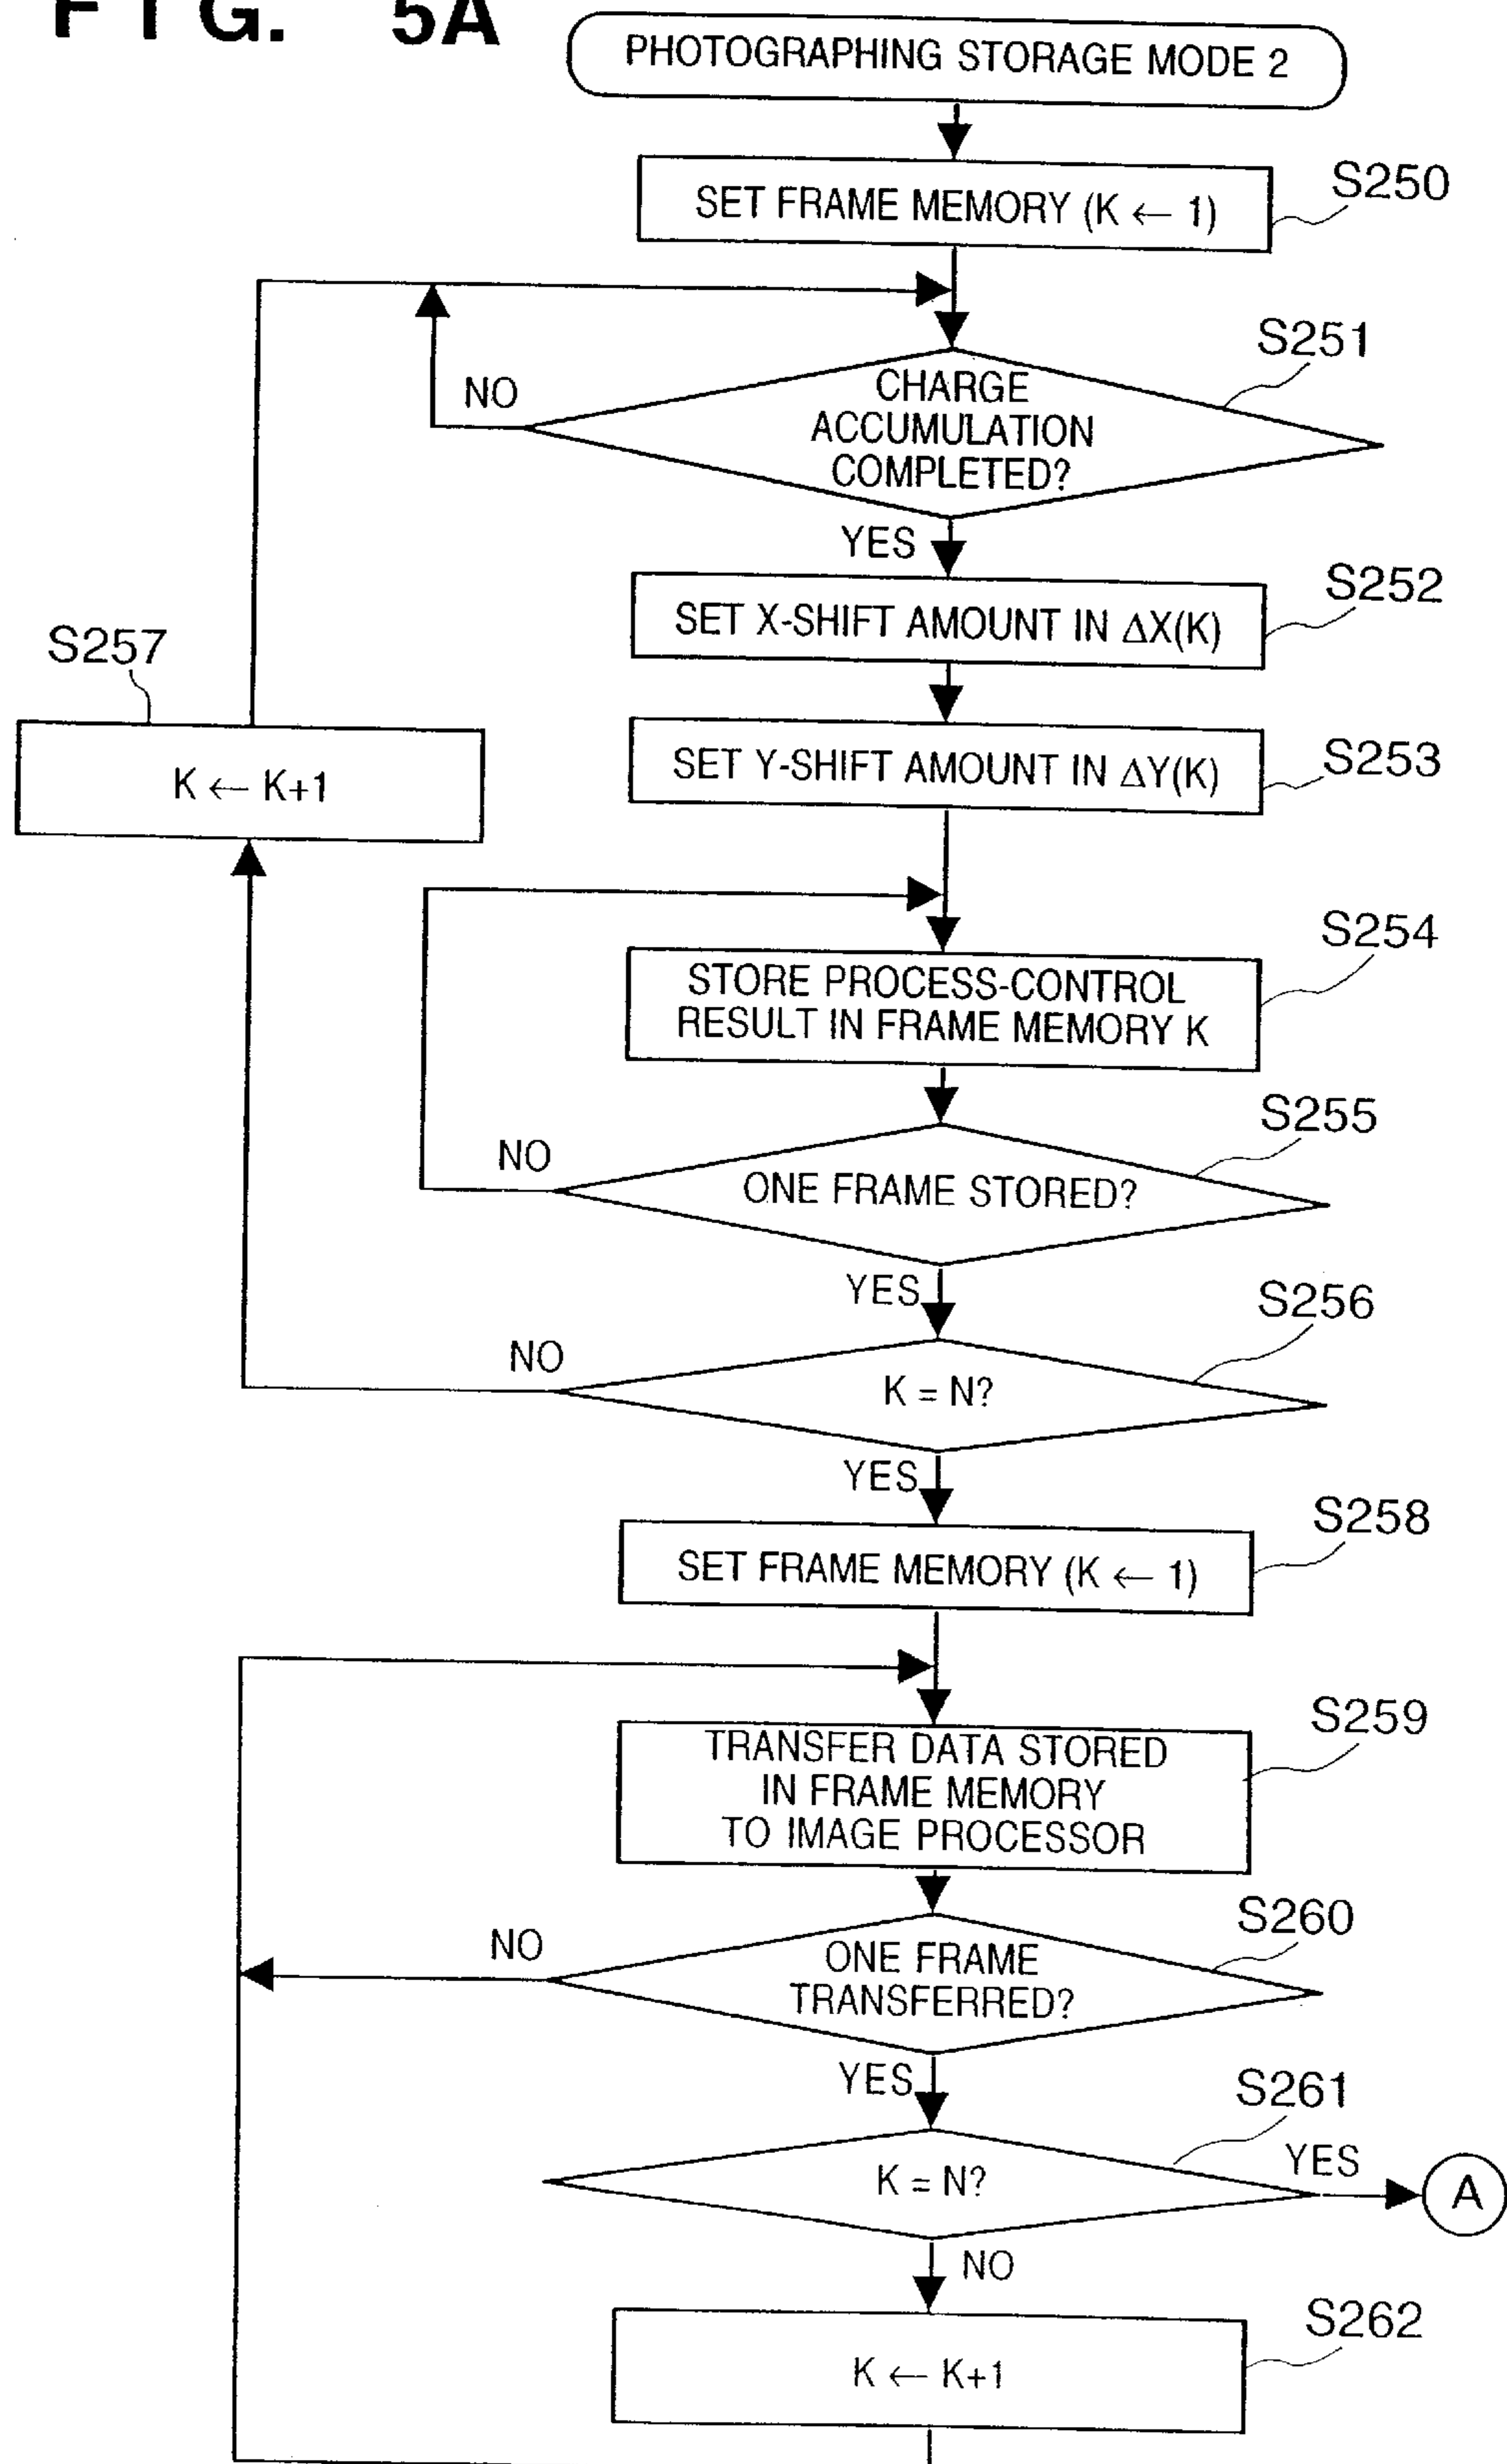 FIG. 5A
PHOTOGRAPHING STORAGE MODE 2
SET FRAME MEMORY (K ← 1)
S250
S251
NO
CHARGE
ACCUMULATION
COMPLETED?
YES
SET X-SHIFT AMOUNT IN ΔX(K)
S252
S257
K ← K+1
SET Y-SHIFT AMOUNT IN ΔY(K)
S253
STORE PROCESS-CONTROL
RESULT IN FRAME MEMORY K
S254
S255
NO
ONE FRAME STORED?
YES
S256
NO
K = N?
YES
SET FRAME MEMORY (K ← 1)
S258
TRANSFER DATA STORED
IN FRAME MEMORY
TO IMAGE PROCESSOR
S259
S260
NO
ONE FRAME
TRANSFERRED?
YES
S261
K = N?
YES
A
NO
S262
K ← K+1